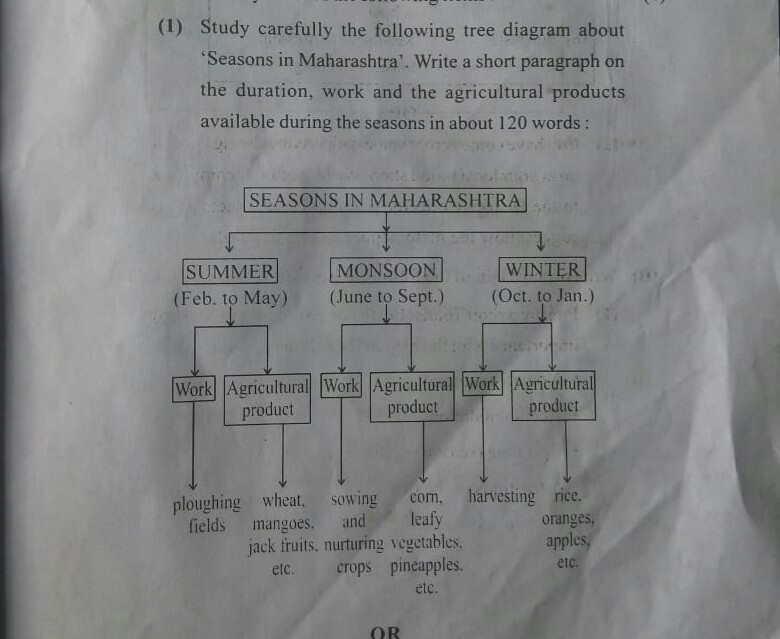 (1) Study carefully the following tree diagram about
‘Seasons in Maharashtra’. Write a short paragraph on
the duration, work and the agricultural products
available during the seasons in about 120 words :
SEASONS IN MAHARASHTRA
SUMMER MONSOON WINTER
(Feb. to May) (June to Sept.) (Oct. to Jan.)
Work Agricultural product Work Agricultural product Work Agricultural product
ploughing fields
wheat, mangoes, jack fruits, etc.
sowing and nurturing crops
corn, leafy vegetables, pineapples, etc.
harvesting
rice, oranges, apples, etc.
OR